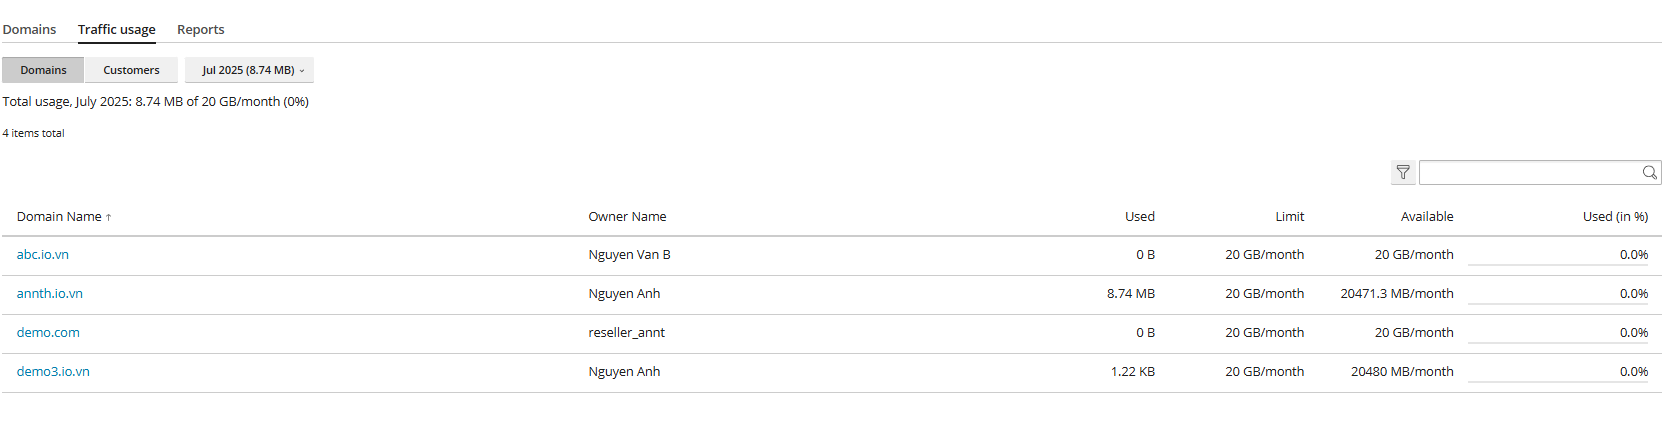 Domains Traffic usage Reports
Domains Customers Jul 2025 (8.74 MB)
Total usage, July 2025: 8.74 MB of 20 GB/month (0%)
4 items total
Domain Name ↑ Owner Name Used Limit Available Used (in %)
abc.io.vn Nguyen Van B 0 B 20 GB/month 20 GB/month 0.0%
annth.io.vn Nguyen Anh 8.74 MB 20 GB/month 20471.3 MB/month 0.0%
demo.com reseller_annt 0 B 20 GB/month 20 GB/month 0.0%
demo3.io.vn Nguyen Anh 1.22 KB 20 GB/month 20480 MB/month 0.0%